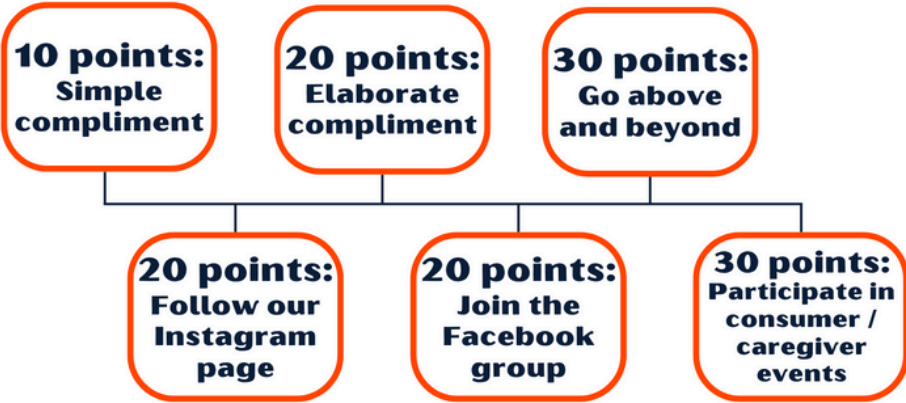 10 points:
Simple
compliment
20 points:
Elaborate
compliment
30 points:
Go above
and beyond
20 points:
Follow our
Instagram
page
20 points:
Join the
Facebook
group
30 points:
Participate in
consumer /
caregiver
events